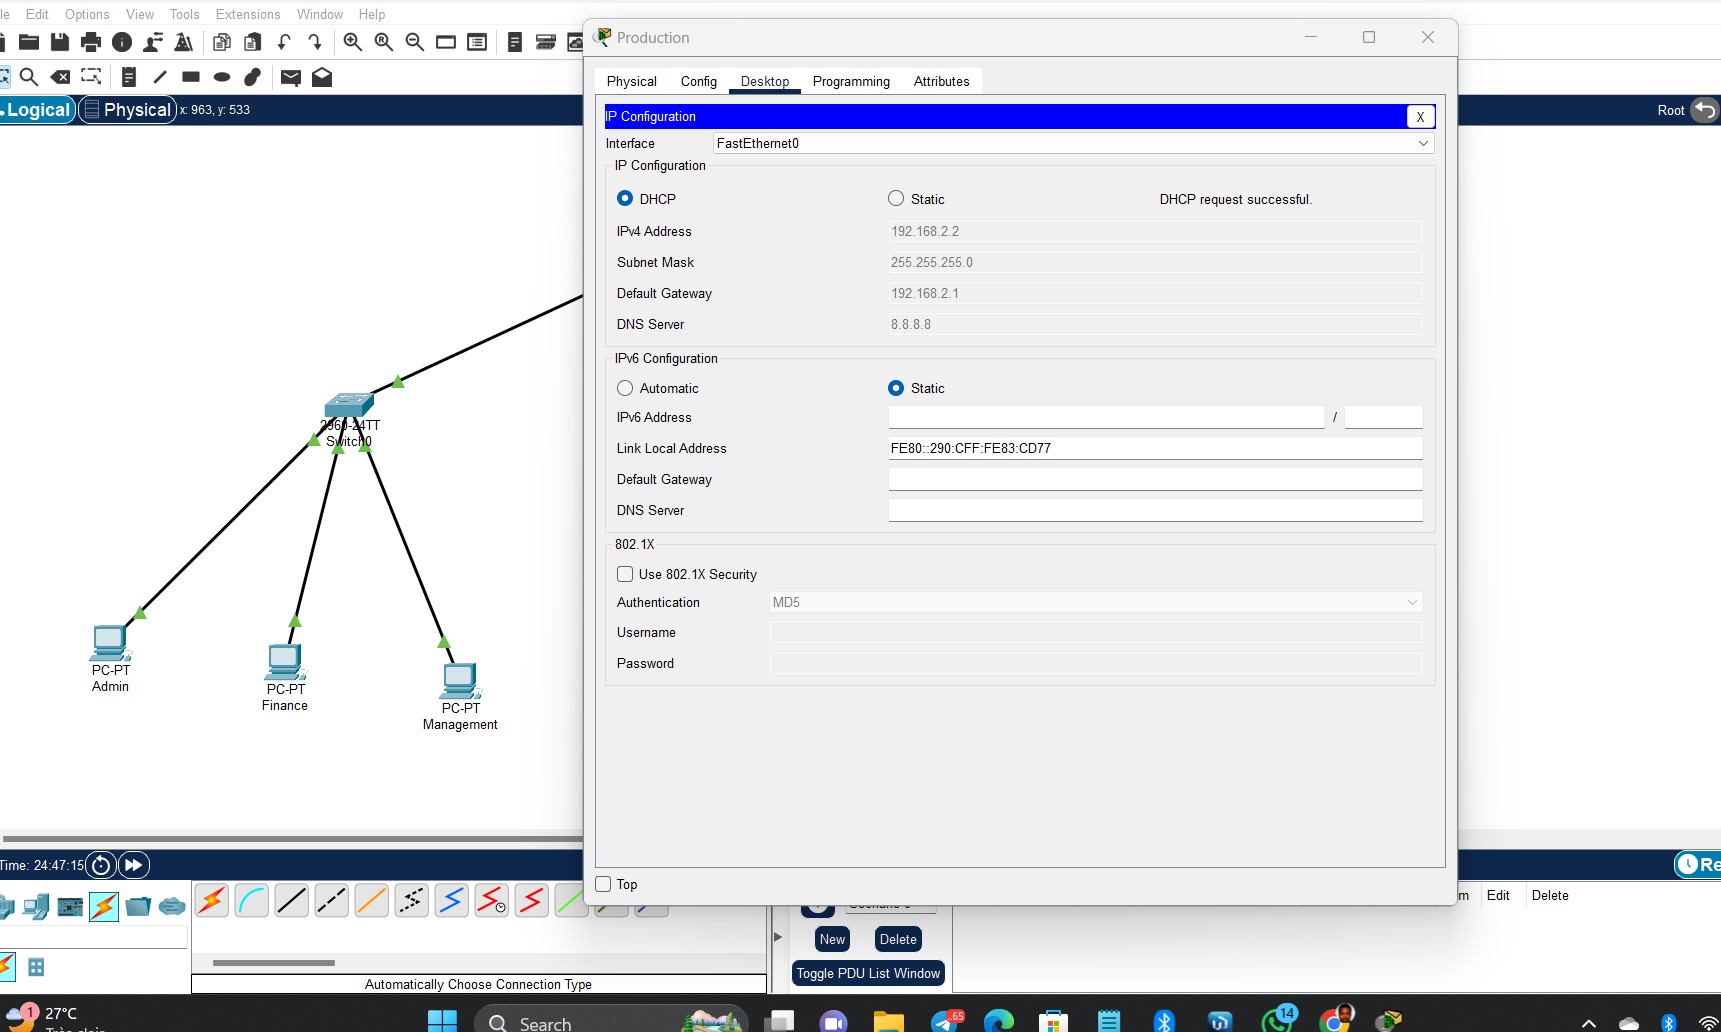 le Edit Options View Tools Extensions Window Help
Logical Physical x: 963, y: 533
Root
Production
Physical Config Desktop Programming Attributes
IP Configuration X
Interface FastEthernet0
IP Configuration
DHCP Static DHCP request successful.
IPv4 Address 192.168.2.2
Subnet Mask 255.255.255.0
Default Gateway 192.168.2.1
DNS Server 8.8.8.8
IPv6 Configuration
Automatic Static
IPv6 Address /
Link Local Address FE80::290:CFF:FE83:CD77
Default Gateway
DNS Server
802.1X
Use 802.1X Security
Authentication MD5
Username
Password
Top
2960-24TT
Switch0
PC-PT
Admin
PC-PT
Finance
PC-PT
Management
Time: 24:47:15
Re
m Edit Delete
New Delete
Toggle PDU List Window
Automatically Choose Connection Type
1
27°C
Search
65
14